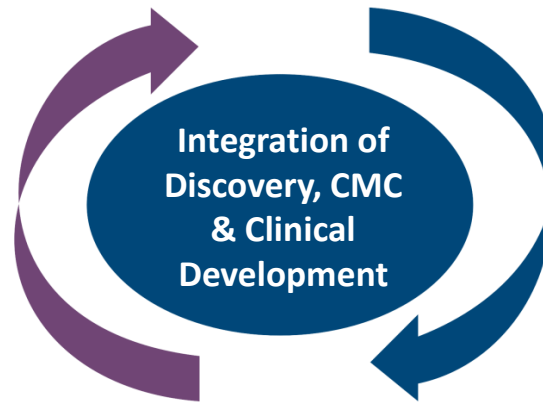 Integration of
Discovery, CMC
& Clinical
Development